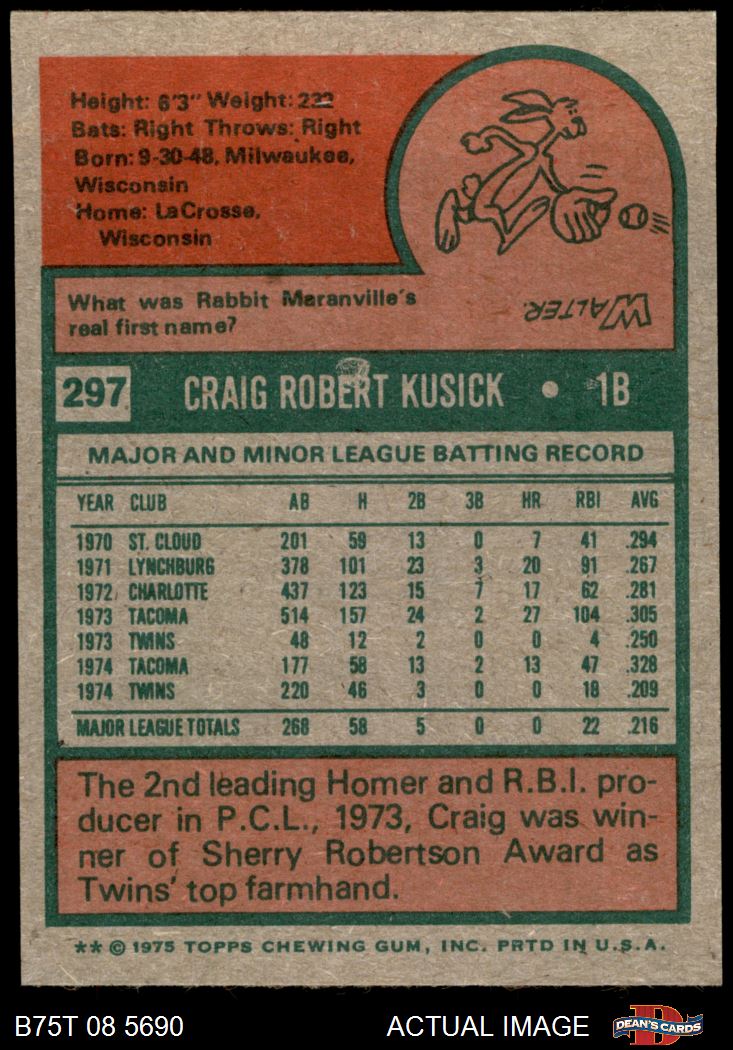 Height: 6'3" Weight: 232
Bats: Right Throws: Right
Born: 9-30-48, Milwaukee,
Wisconsin
Home: LaCrosse,
Wisconsin
What was Rabbit Maranville's
real first name?
WALTER.
297 CRAIG ROBERT KUSICK • 1B
MAJOR AND MINOR LEAGUE BATTING RECORD
YEAR CLUB AB H 2B 3B HR RBI AVG
1970 ST. CLOUD 201 59 13 0 7 41 .294
1971 LYNCHBURG 378 101 23 3 20 91 .267
1972 CHARLOTTE 437 123 15 7 17 62 .281
1973 TACOMA 514 157 24 2 27 104 .305
1973 TWINS 48 12 2 0 0 4 .250
1974 TACOMA 177 58 13 2 13 47 .328
1974 TWINS 220 46 3 0 0 18 .209
MAJOR LEAGUE TOTALS 268 58 5 0 0 22 .216
The 2nd leading Homer and R.B.I. pro-
ducer in P.C.L., 1973, Craig was win-
ner of Sherry Robertson Award as
Twins' top farmhand.
** © 1975 TOPPS CHEWING GUM, INC. PRTD IN U.S.A.
B75T 08 5690 ACTUAL IMAGE D DEAN'S CARDS